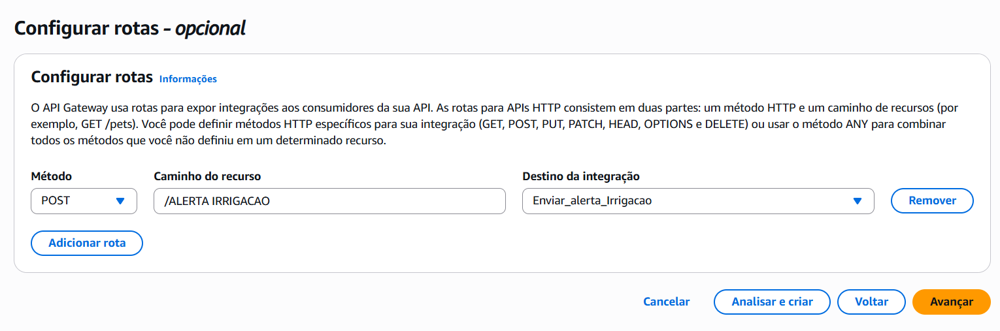 Configurar rotas - opcional
Configurar rotas Informações
O API Gateway usa rotas para expor integrações aos consumidores da sua API. As rotas para APIs HTTP consistem em duas partes: um método HTTP e um caminho de recursos (por
exemplo, GET /pets). Você pode definir métodos HTTP específicos para sua integração (GET, POST, PUT, PATCH, HEAD, OPTIONS e DELETE) ou usar o método ANY para combinar
todos os métodos que você não definiu em um determinado recurso.
Método Caminho do recurso Destino da integração
POST /ALERTA IRRIGACAO Enviar_alerta_Irrigacao Remover
Adicionar rota
Cancelar Analisar e criar Voltar Avançar